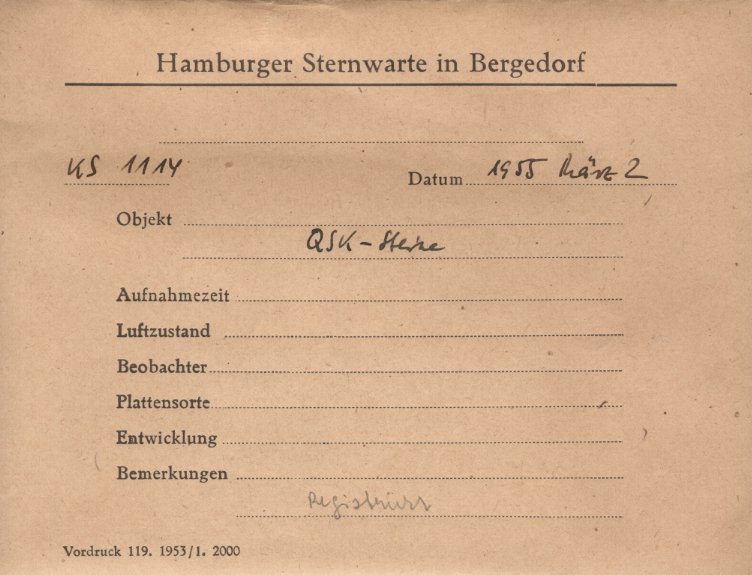 Hamburger Sternwarte in Bergedorf
KS 1114
Datum 1955 März 2
Objekt
QSK-Sterne
Aufnahmezeit
Luftzustand
Beobachter
Plattensorte
Entwicklung
Bemerkungen
Registriert
Vordruck 119. 1953/1. 2000